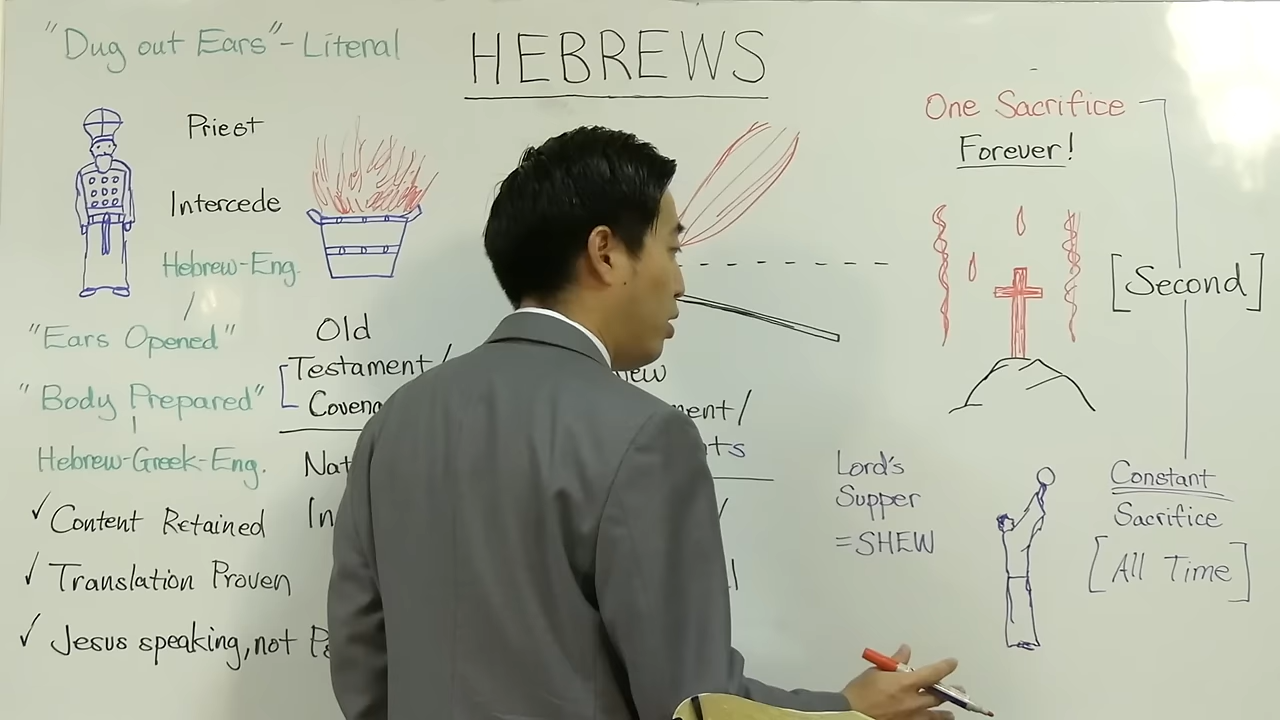 "Dug out Ears" - Literal
HEBREWS
Priest
Intercede
Hebrew-Eng.
"Ears Opened"
"Body Prepared"
Hebrew-Greek-Eng.
✓ Content Retained
✓ Translation Proven
✓ Jesus speaking, not
Old
Testament/
One Sacrifice
Forever!
[Second]
Lord's
Supper
=SHEW
Constant
Sacrifice
[All Time]